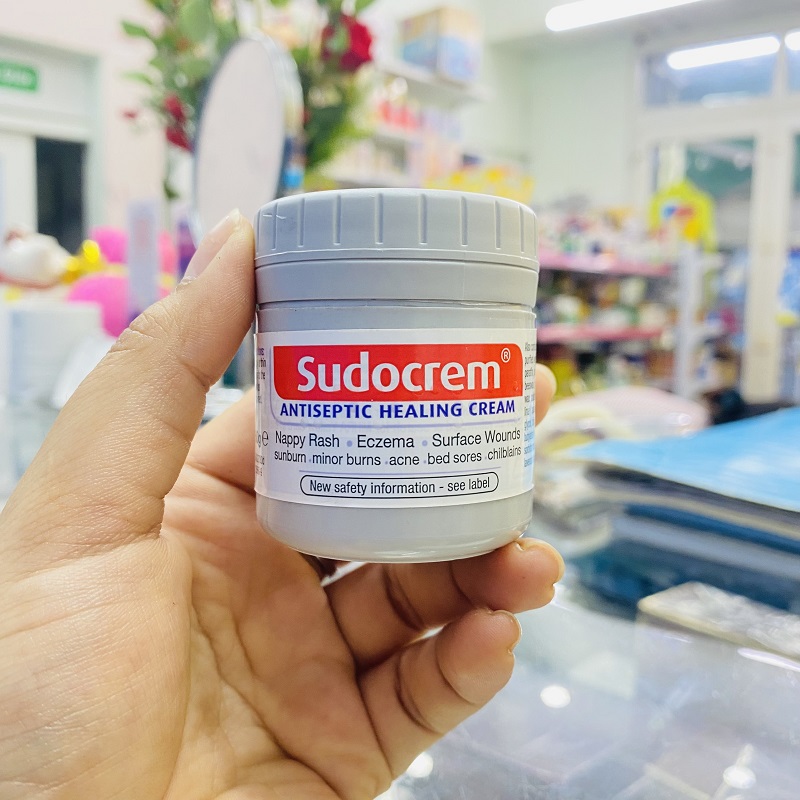 Sudocrem®
ANTISEPTIC HEALING CREAM
Nappy Rash • Eczema • Surface Wounds
sunburn • minor burns • acne • bed sores • chilblains
New safety information - see label